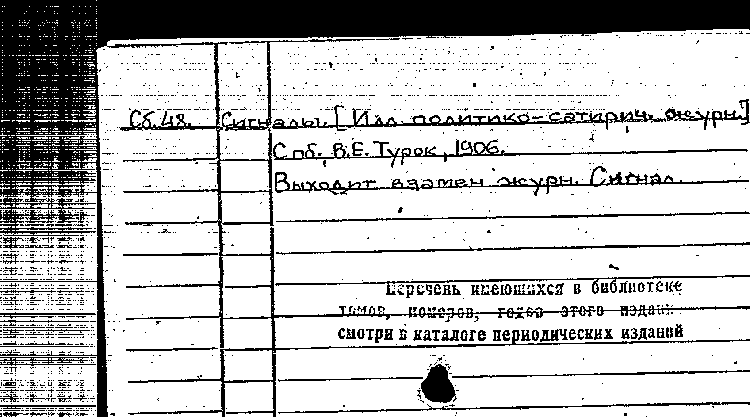 Сб.48. Сигналы. [Илл. политико-сатирич. журн.]
Спб., В.Е. Турок, 1906.
Выходит взамен журн. Сигнал.
Перечень имеющихся в библиотеке
томов, номеров, годов этого издания
смотри в каталоге периодических изданий